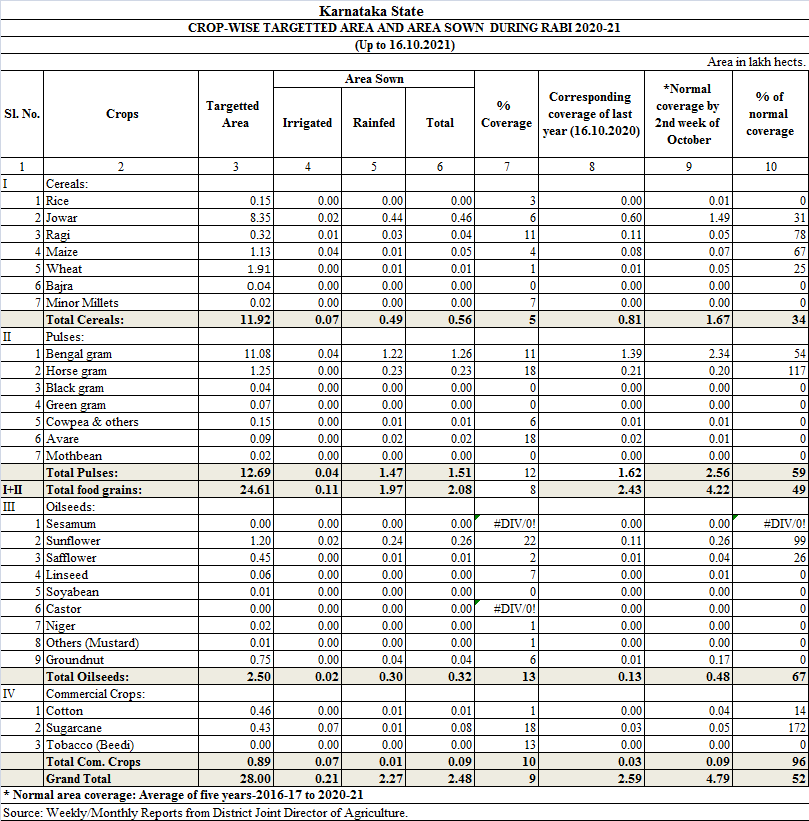 Karnataka State
CROP-WISE TARGETTED AREA AND AREA SOWN DURING RABI 2020-21
(Up to 16.10.2021)
Area in lakh hects.
Sl. No. Crops Targetted Area Area Sown Irrigated Rainfed Total % Coverage Corresponding coverage of last year (16.10.2020) *Normal coverage by 2nd week of October % of normal coverage
1 2 3 4 5 6 7 8 9 10
I Cereals:
1 Rice 0.15 0.00 0.00 0.00 3 0.00 0.01 0
2 Jowar 8.35 0.02 0.44 0.46 6 0.60 1.49 31
3 Ragi 0.32 0.01 0.03 0.04 11 0.11 0.05 78
4 Maize 1.13 0.04 0.01 0.05 4 0.08 0.07 67
5 Wheat 1.91 0.00 0.01 0.01 1 0.01 0.05 25
6 Bajra 0.04 0.00 0.00 0.00 0 0.00 0.00 0
7 Minor Millets 0.02 0.00 0.00 0.00 7 0.00 0.00 0
Total Cereals: 11.92 0.07 0.49 0.56 5 0.81 1.67 34
II Pulses:
1 Bengal gram 11.08 0.04 1.22 1.26 11 1.39 2.34 54
2 Horse gram 1.25 0.00 0.23 0.23 18 0.21 0.20 117
3 Black gram 0.04 0.00 0.00 0.00 0 0.00 0.00 0
4 Green gram 0.07 0.00 0.00 0.00 0 0.00 0.00 0
5 Cowpea & others 0.15 0.00 0.01 0.01 6 0.01 0.01 0
6 Avare 0.09 0.00 0.02 0.02 18 0.02 0.01 0
7 Mothbean 0.02 0.00 0.00 0.00 0 0.00 0.00 0
Total Pulses: 12.69 0.04 1.47 1.51 12 1.62 2.56 59
I+II Total food grains: 24.61 0.11 1.97 2.08 8 2.43 4.22 49
III Oilseeds:
1 Sesamum 0.00 0.00 0.00 0.00 #DIV/0! 0.00 0.00 #DIV/0!
2 Sunflower 1.20 0.02 0.24 0.26 22 0.11 0.26 99
3 Safflower 0.45 0.00 0.01 0.01 2 0.01 0.04 26
4 Linseed 0.06 0.00 0.00 0.00 7 0.00 0.01 0
5 Soyabean 0.01 0.00 0.00 0.00 0 0.00 0.00 0
6 Castor 0.00 0.00 0.00 0.00 #DIV/0! 0.00 0.00 0
7 Niger 0.02 0.00 0.00 0.00 1 0.00 0.00 0
8 Others (Mustard) 0.01 0.00 0.00 0.00 1 0.00 0.00 0
9 Groundnut 0.75 0.00 0.04 0.04 6 0.01 0.17 0
Total Oilseeds: 2.50 0.02 0.30 0.32 13 0.13 0.48 67
IV Commercial Crops:
1 Cotton 0.46 0.00 0.01 0.01 1 0.00 0.04 14
2 Sugarcane 0.43 0.07 0.01 0.08 18 0.03 0.05 172
3 Tobacco (Beedi) 0.00 0.00 0.00 0.00 13 0.00 0.00 0
Total Com. Crops 0.89 0.07 0.01 0.09 10 0.03 0.09 96
Grand Total 28.00 0.21 2.27 2.48 9 2.59 4.79 52
* Normal area coverage: Average of five years-2016-17 to 2020-21
Source: Weekly/Monthly Reports from District Joint Director of Agriculture.